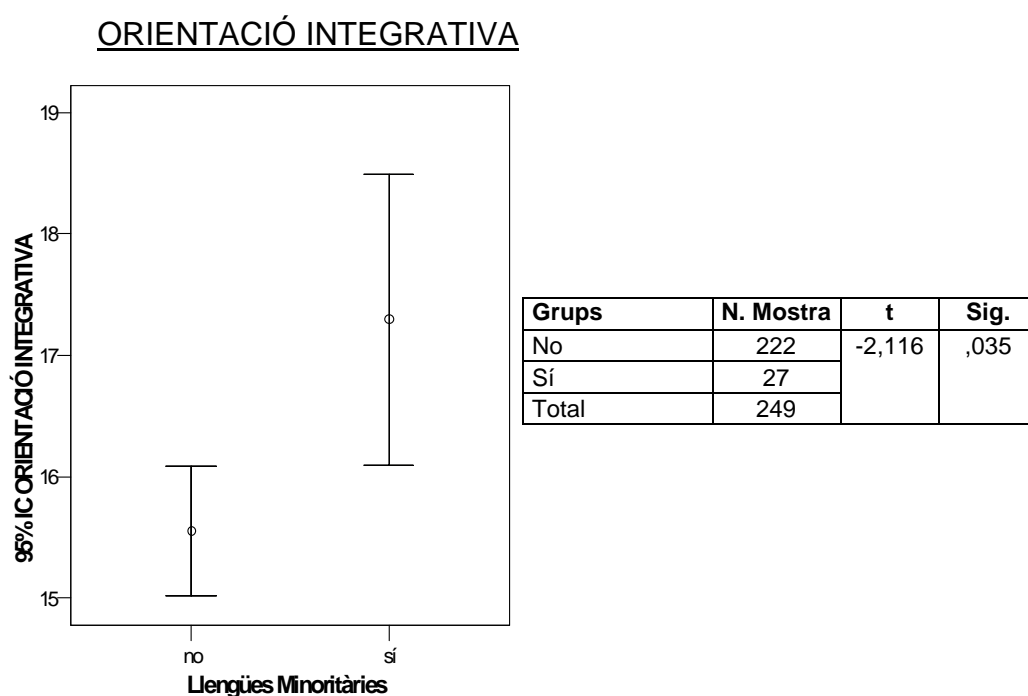 ORIENTACIÓ INTEGRATIVA
19
18
17
16
15
95% IC ORIENTACIÓ INTEGRATIVA
no sí
Llengües Minoritàries
Grups N. Mostra t Sig.
No 222 -2,116 ,035
Sí 27
Total 249